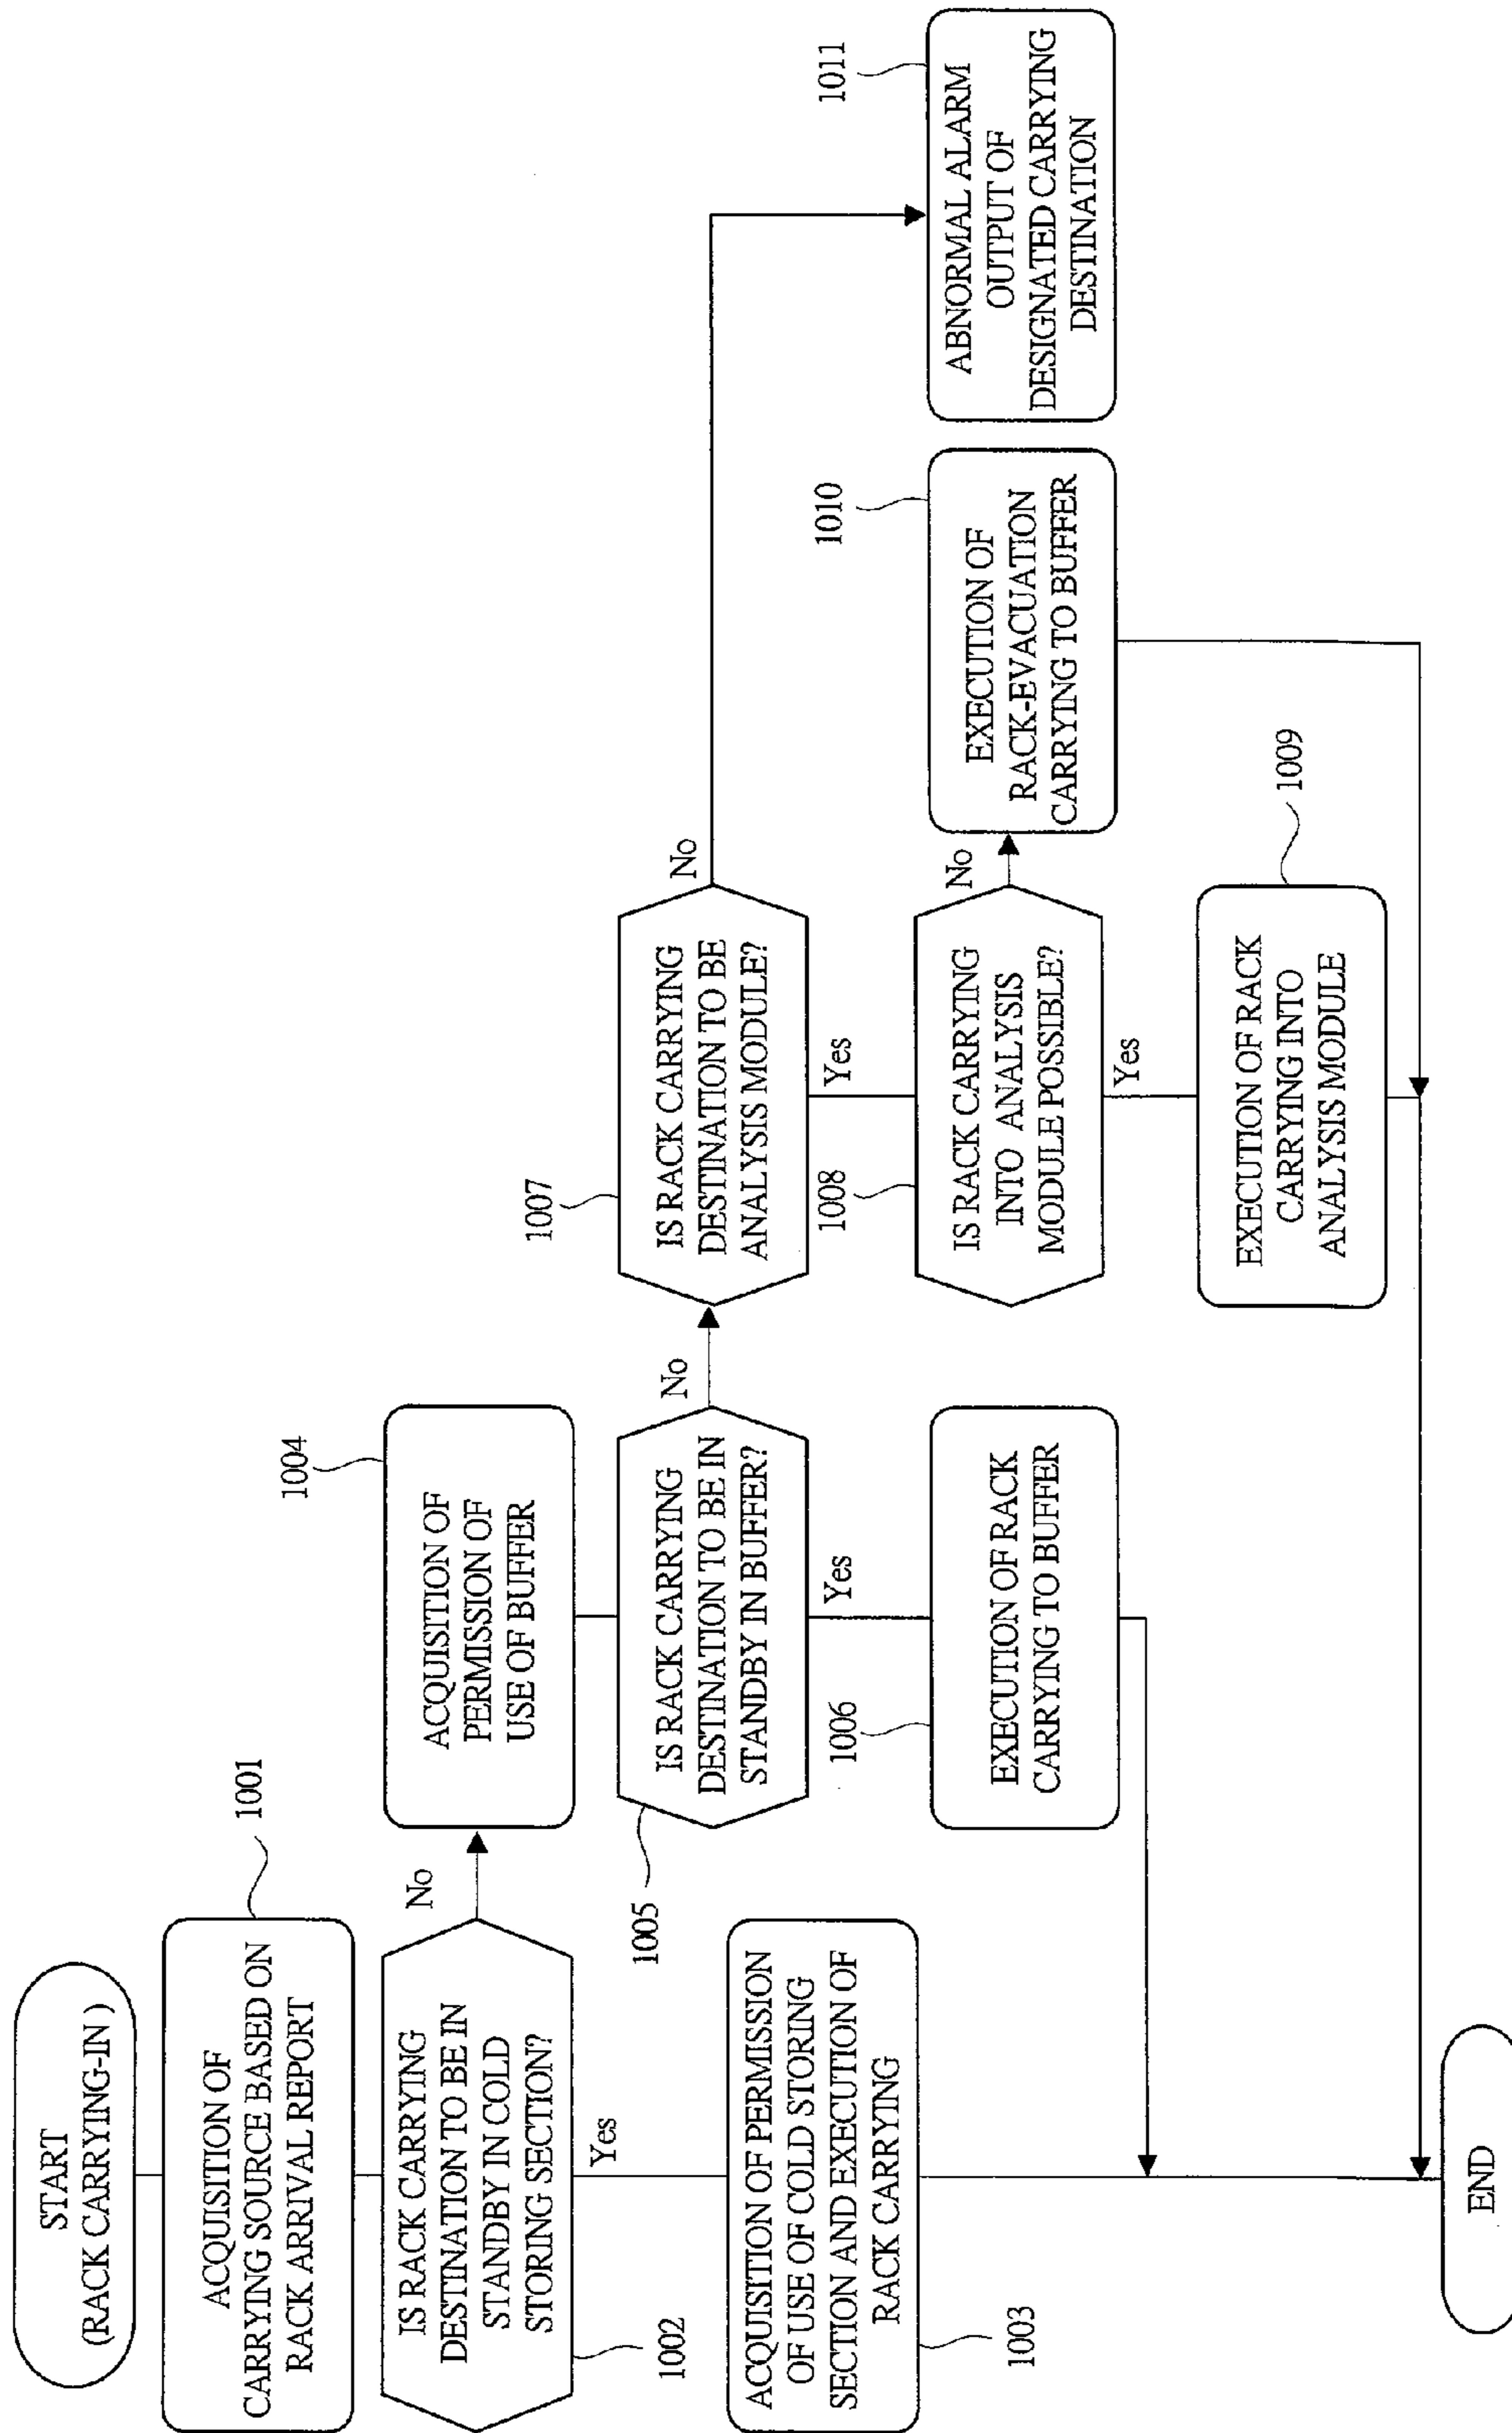 START
(RACK CARRYING-IN )
1001
ACQUISITION OF
CARRYING SOURCE BASED ON
RACK ARRIVAL REPORT
1002
IS RACK CARRYING
DESTINATION TO BE IN
STANDBY IN COLD
STORING SECTION?
No
Yes
1003
ACQUISITION OF PERMISSION
OF USE OF COLD STORING
SECTION AND EXECUTION OF
RACK CARRYING
1004
ACQUISITION OF
PERMISSION OF
USE OF BUFFER
1005
IS RACK CARRYING
DESTINATION TO BE IN
STANDBY IN BUFFER?
No
Yes
1006
EXECUTION OF RACK
CARRYING TO BUFFER
1007
IS RACK CARRYING
DESTINATION TO BE
ANALYSIS MODULE?
No
Yes
1008
IS RACK CARRYING
INTO ANALYSIS
MODULE POSSIBLE?
No
Yes
1009
EXECUTION OF RACK
CARRYING INTO
ANALYSIS MODULE
1010
EXECUTION OF
RACK-EVACUATION
CARRYING TO BUFFER
1011
ABNORMAL ALARM
OUTPUT OF
DESIGNATED CARRYING
DESTINATION
END